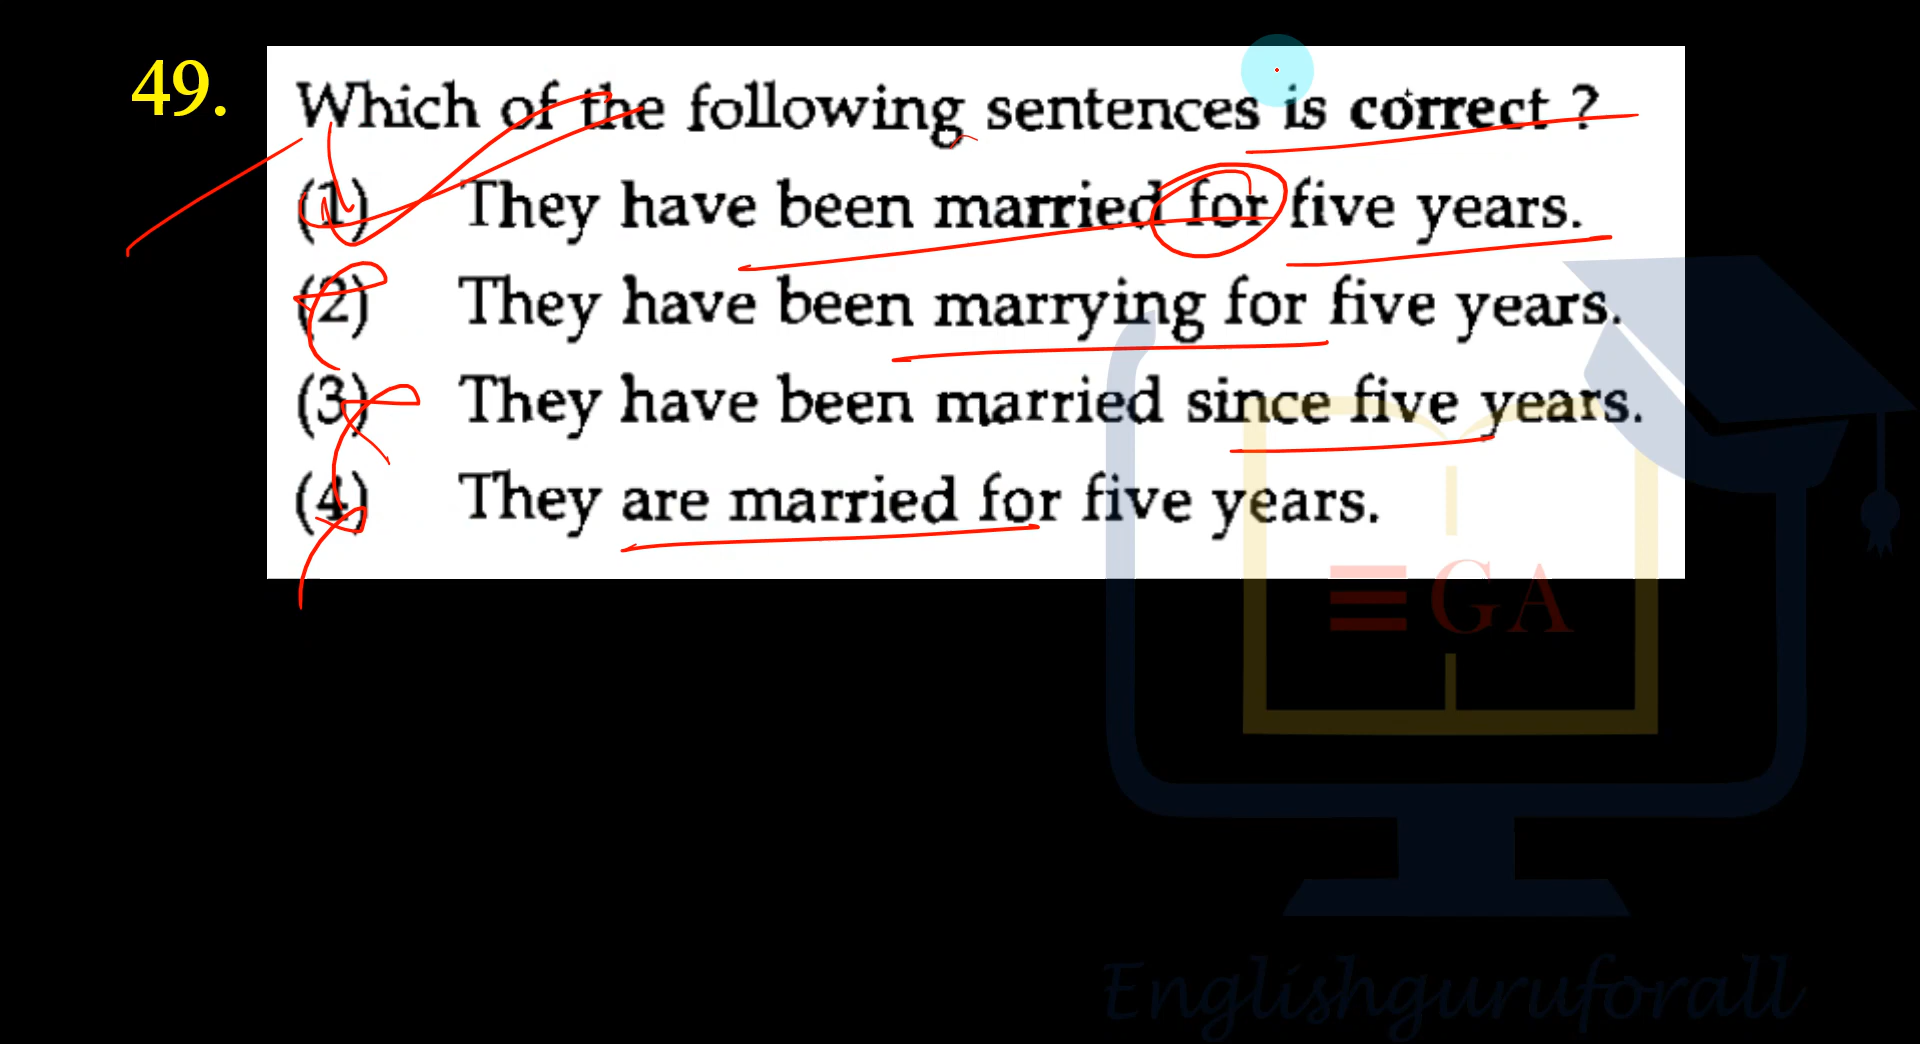 49.
Which of the following sentences is correct ?
(1) They have been married for five years.
(2) They have been marrying for five years.
(3) They have been married since five years.
(4) They are married for five years.
GA
Englishguruforall